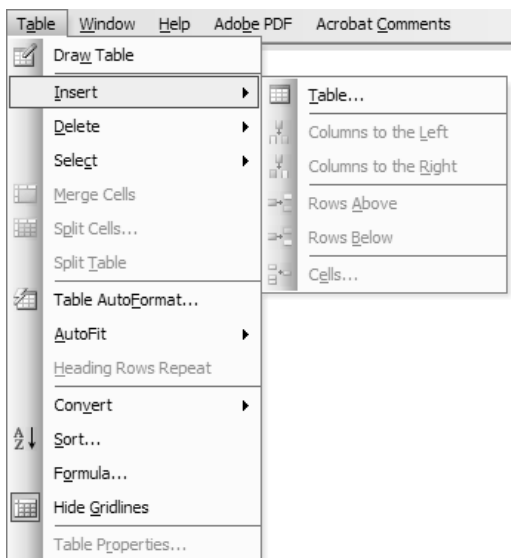 Table Window Help Adobe PDF Acrobat Comments
Draw Table
Insert
Delete
Select
Merge Cells
Split Cells...
Split Table
Table AutoFormat...
AutoFit
Heading Rows Repeat
Convert
A Z Sort...
Formula...
Hide Gridlines
Table Properties...
Table...
Columns to the Left
Columns to the Right
Rows Above
Rows Below
Cells...